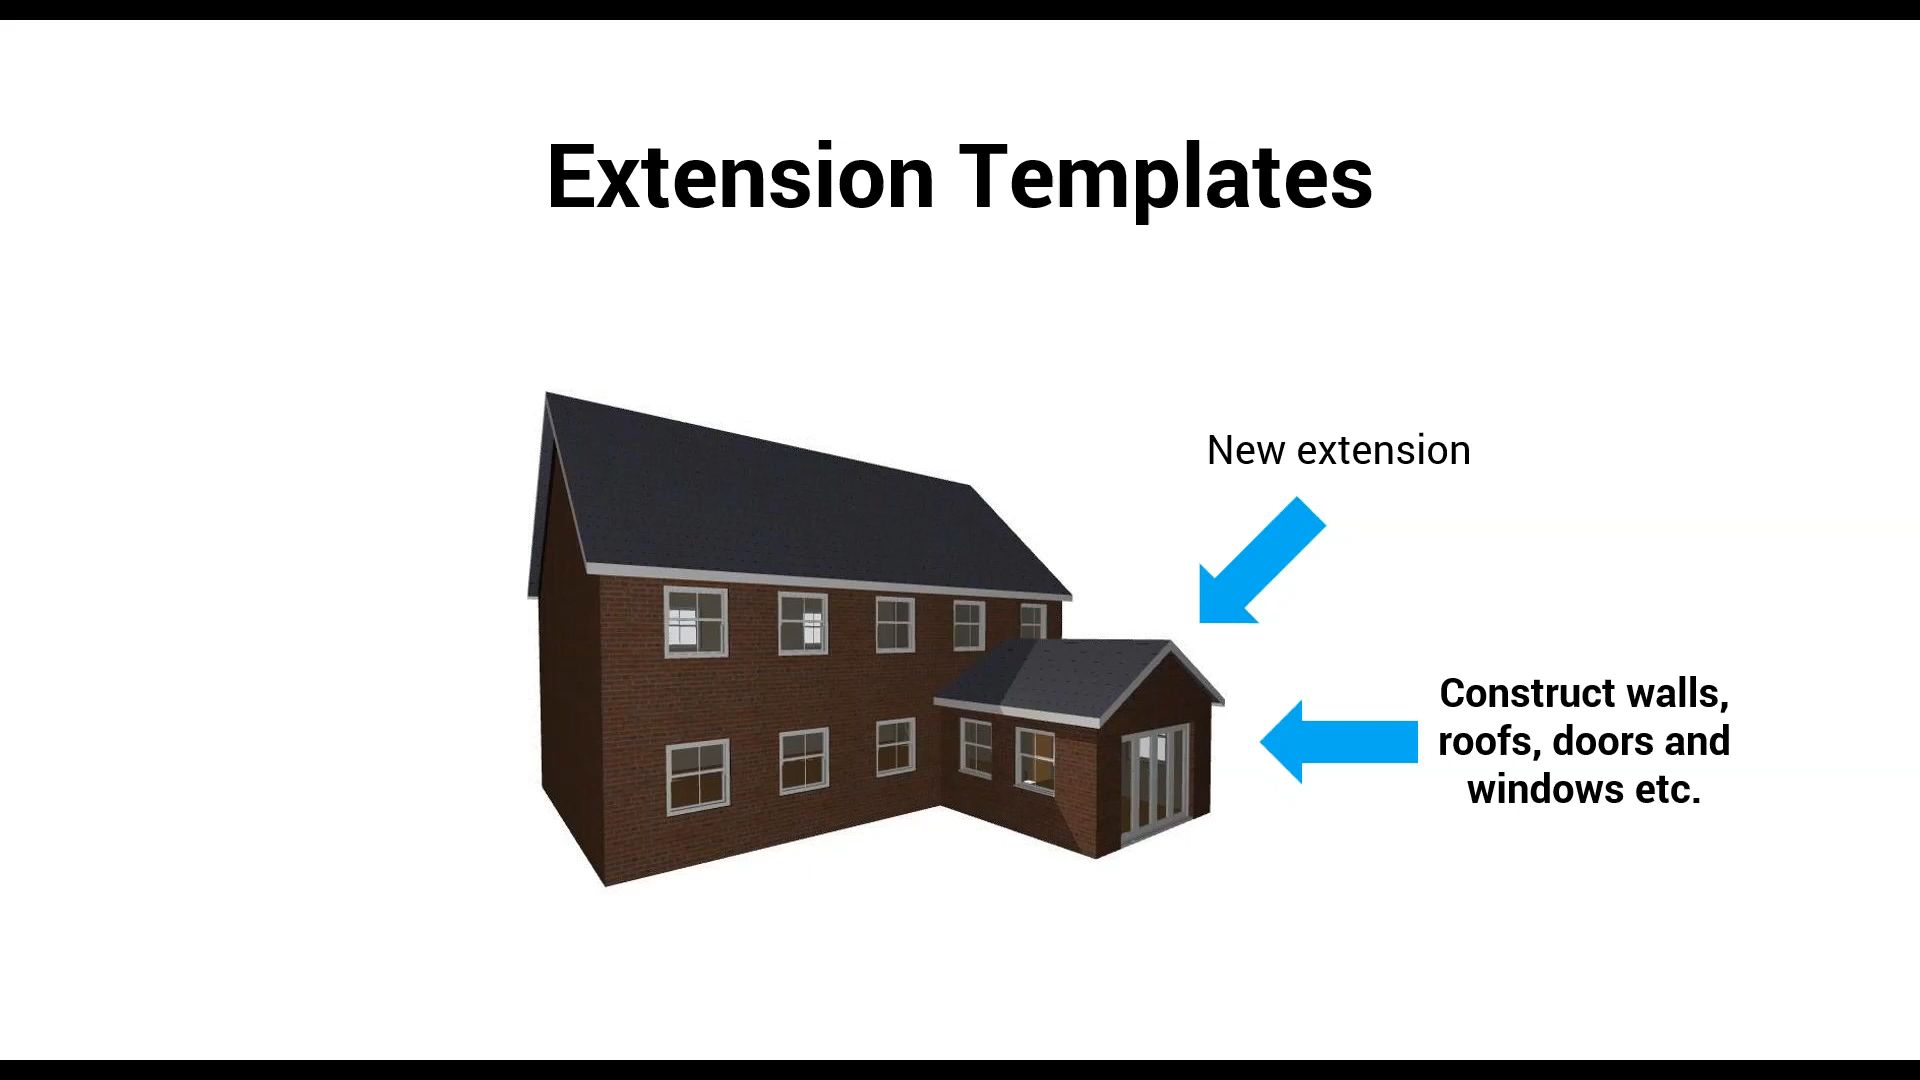 Extension Templates
New extension
Construct walls,
roofs, doors and
windows etc.